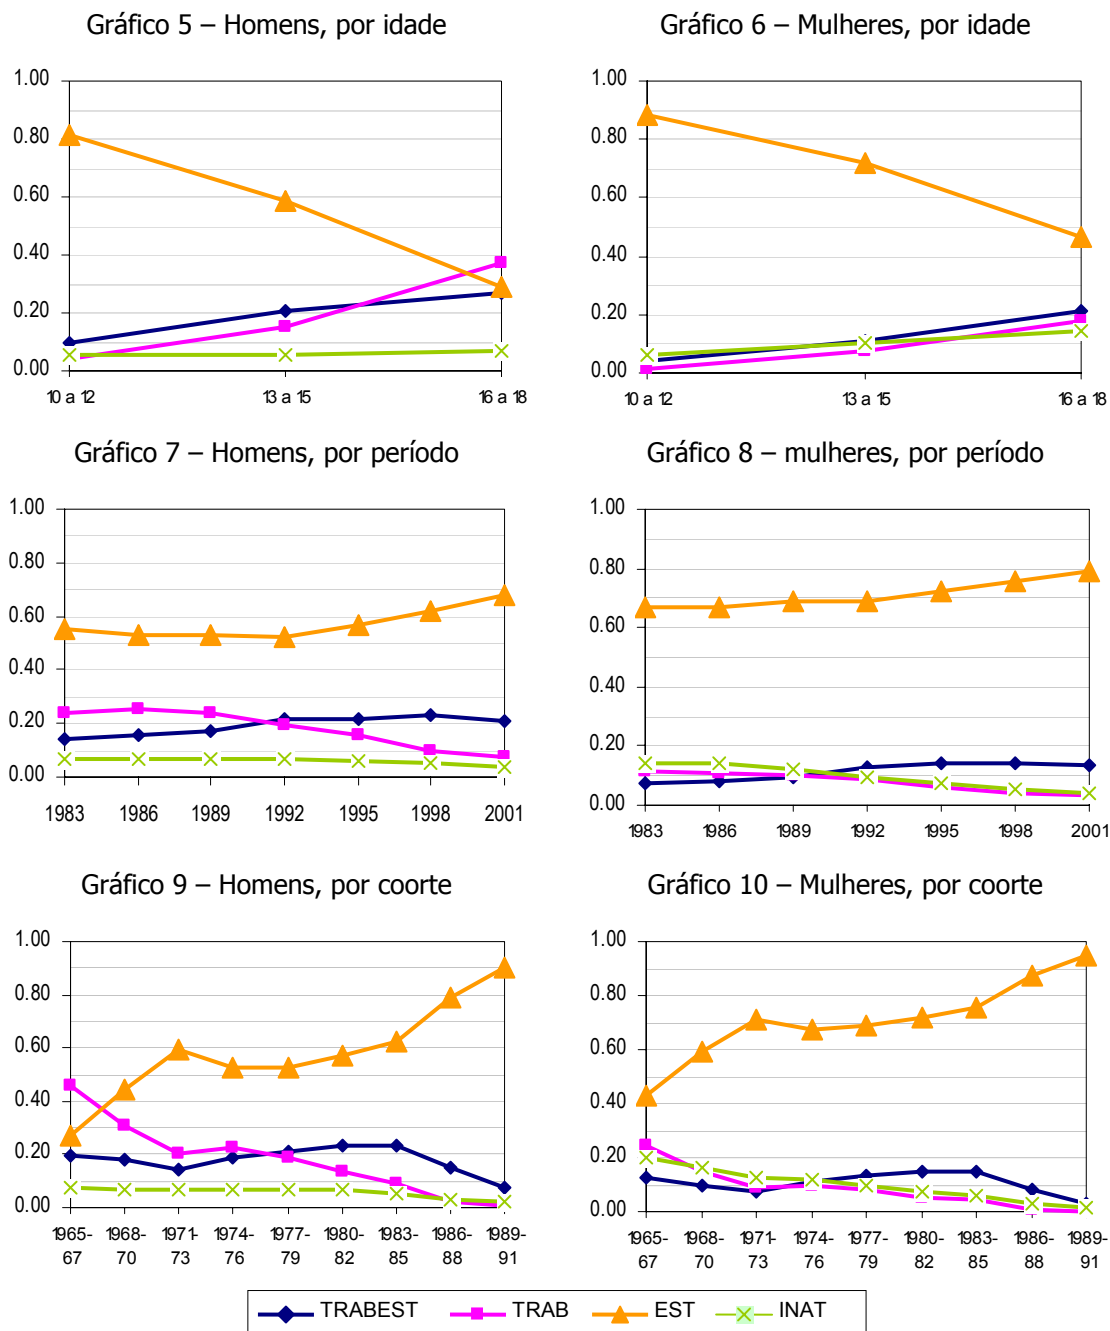 Gráfico 5 – Homens, por idade
1.00
0.80
0.60
0.40
0.20
0.00
10 a 12 13 a 15 16 a 18
Gráfico 6 – Mulheres, por idade
1.00
0.80
0.60
0.40
0.20
0.00
10 a 12 13 a 15 16 a 18
Gráfico 7 – Homens, por período
1.00
0.80
0.60
0.40
0.20
0.00
1983 1986 1989 1992 1995 1998 2001
Gráfico 8 – mulheres, por período
1.00
0.80
0.60
0.40
0.20
0.00
1983 1986 1989 1992 1995 1998 2001
Gráfico 9 – Homens, por coorte
1.00
0.80
0.60
0.40
0.20
0.00
1965- 1968- 1971- 1974- 1977- 1980- 1983- 1986- 1989-
67 70 73 76 79 82 85 88 91
Gráfico 10 – Mulheres, por coorte
1.00
0.80
0.60
0.40
0.20
0.00
1965- 1968- 1971- 1974- 1977- 1980- 1983- 1986- 1989-
67 70 73 76 79 82 85 88 91
TRABEST TRAB EST INAT